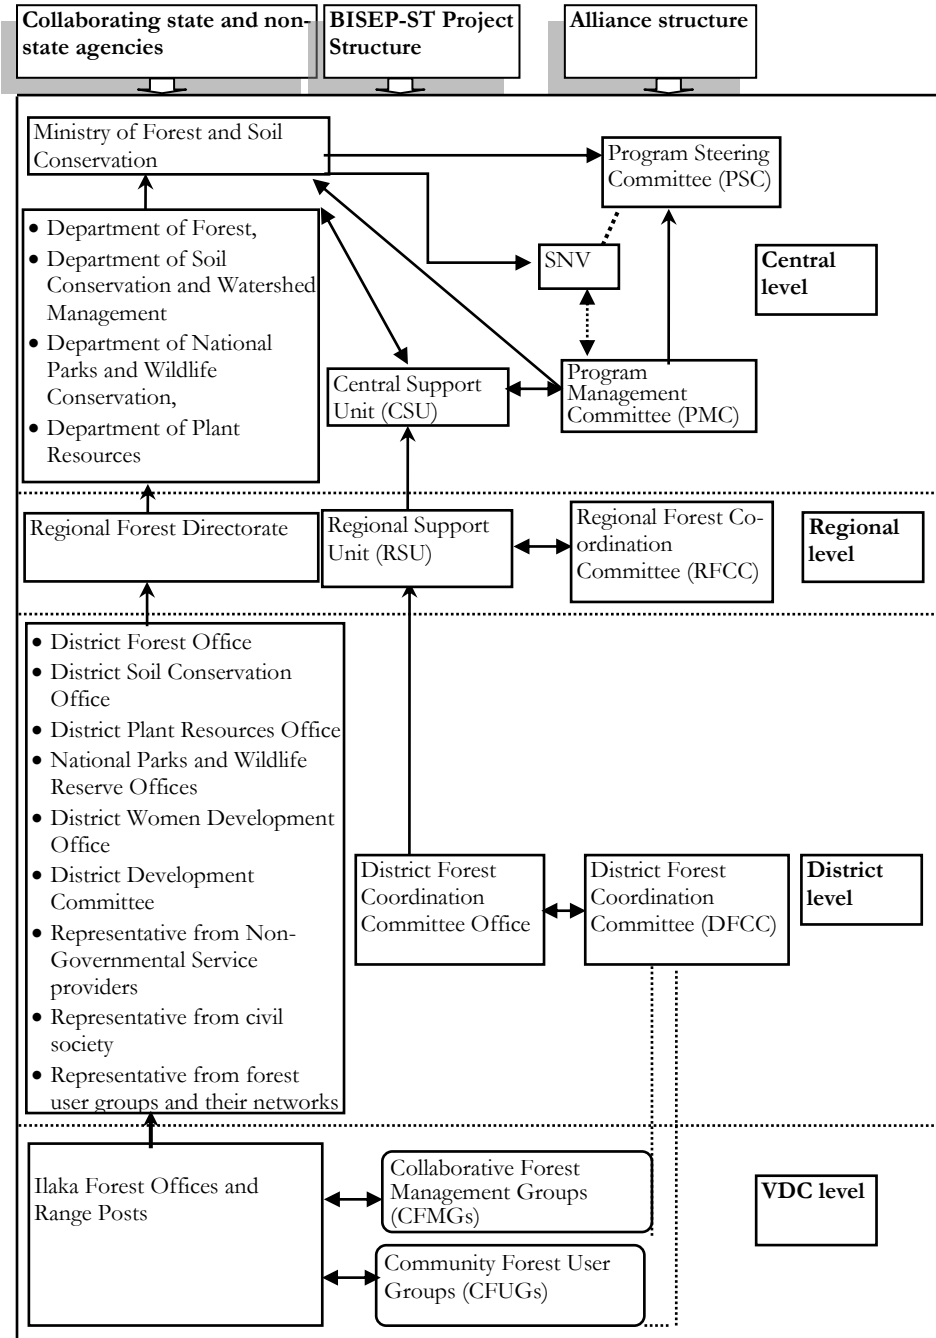 Collaborating state and non-
state agencies
BISEP-ST Project
Structure
Alliance structure
Ministry of Forest and Soil
Conservation
Program Steering
Committee (PSC)
• Department of Forest,
• Department of Soil
Conservation and Watershed
Management
• Department of National
Parks and Wildlife
Conservation,
• Department of Plant
Resources
SNV
Central
level
Central Support
Unit (CSU)
Program
Management
Committee (PMC)
Regional Forest Directorate
Regional Support
Unit (RSU)
Regional Forest Co-
ordination
Committee (RFCC)
Regional
level
• District Forest Office
• District Soil Conservation
Office
• District Plant Resources Office
• National Parks and Wildlife
Reserve Offices
• District Women Development
Office
• District Development
Committee
• Representative from Non-
Governmental Service
providers
• Representative from civil
society
• Representative from forest
user groups and their networks
District Forest
Coordination
Committee Office
District Forest
Coordination
Committee (DFCC)
District
level
Ilaka Forest Offices and
Range Posts
Collaborative Forest
Management Groups
(CFMGs)
Community Forest User
Groups (CFUGs)
VDC level